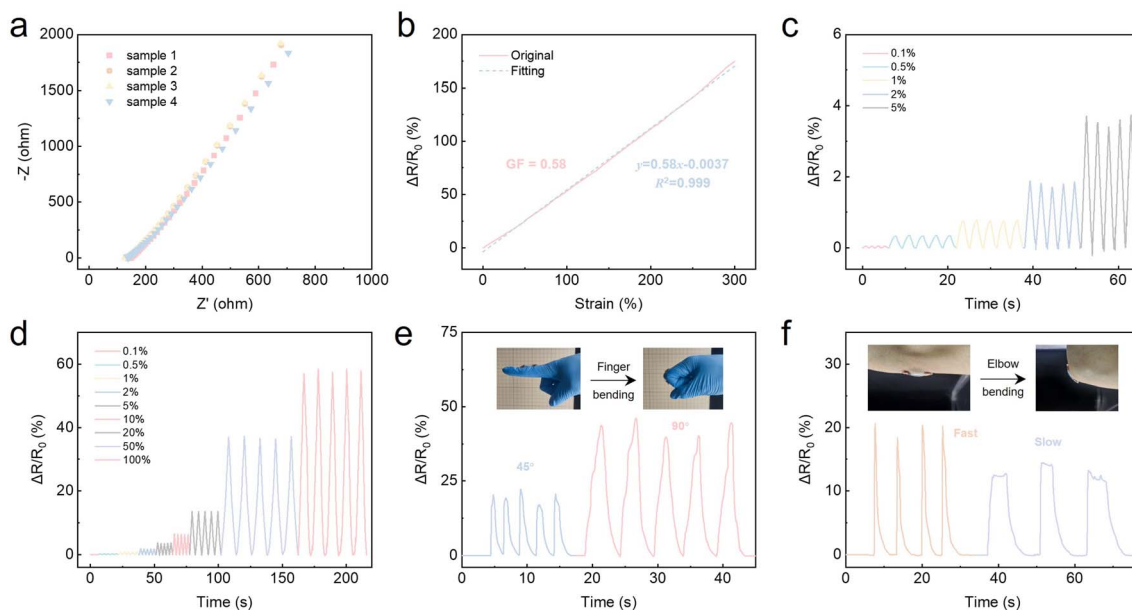 a
2000
1500
1000
500
0
-Z (ohm)
sample 1
sample 2
sample 3
sample 4
0 200 400 600 800 1000
Z' (ohm)
b
200
150
100
50
0
ΔR/R0 (%)
Original
Fitting
GF = 0.58
y=0.58x-0.0037
R²=0.999
0 100 200 300
Strain (%)
c
6
4
2
0
ΔR/R0 (%)
0.1%
0.5%
1%
2%
5%
0 20 40 60
Time (s)
d
60
30
0
ΔR/R0 (%)
0.1%
0.5%
1%
2%
5%
10%
20%
50%
100%
0 50 100 150 200
Time (s)
e
75
50
25
0
ΔR/R0 (%)
Finger
bending
45°
90°
0 10 20 30 40
Time (s)
f
30
20
10
0
ΔR/R0 (%)
Elbow
bending
Fast
Slow
0 20 40 60
Time (s)